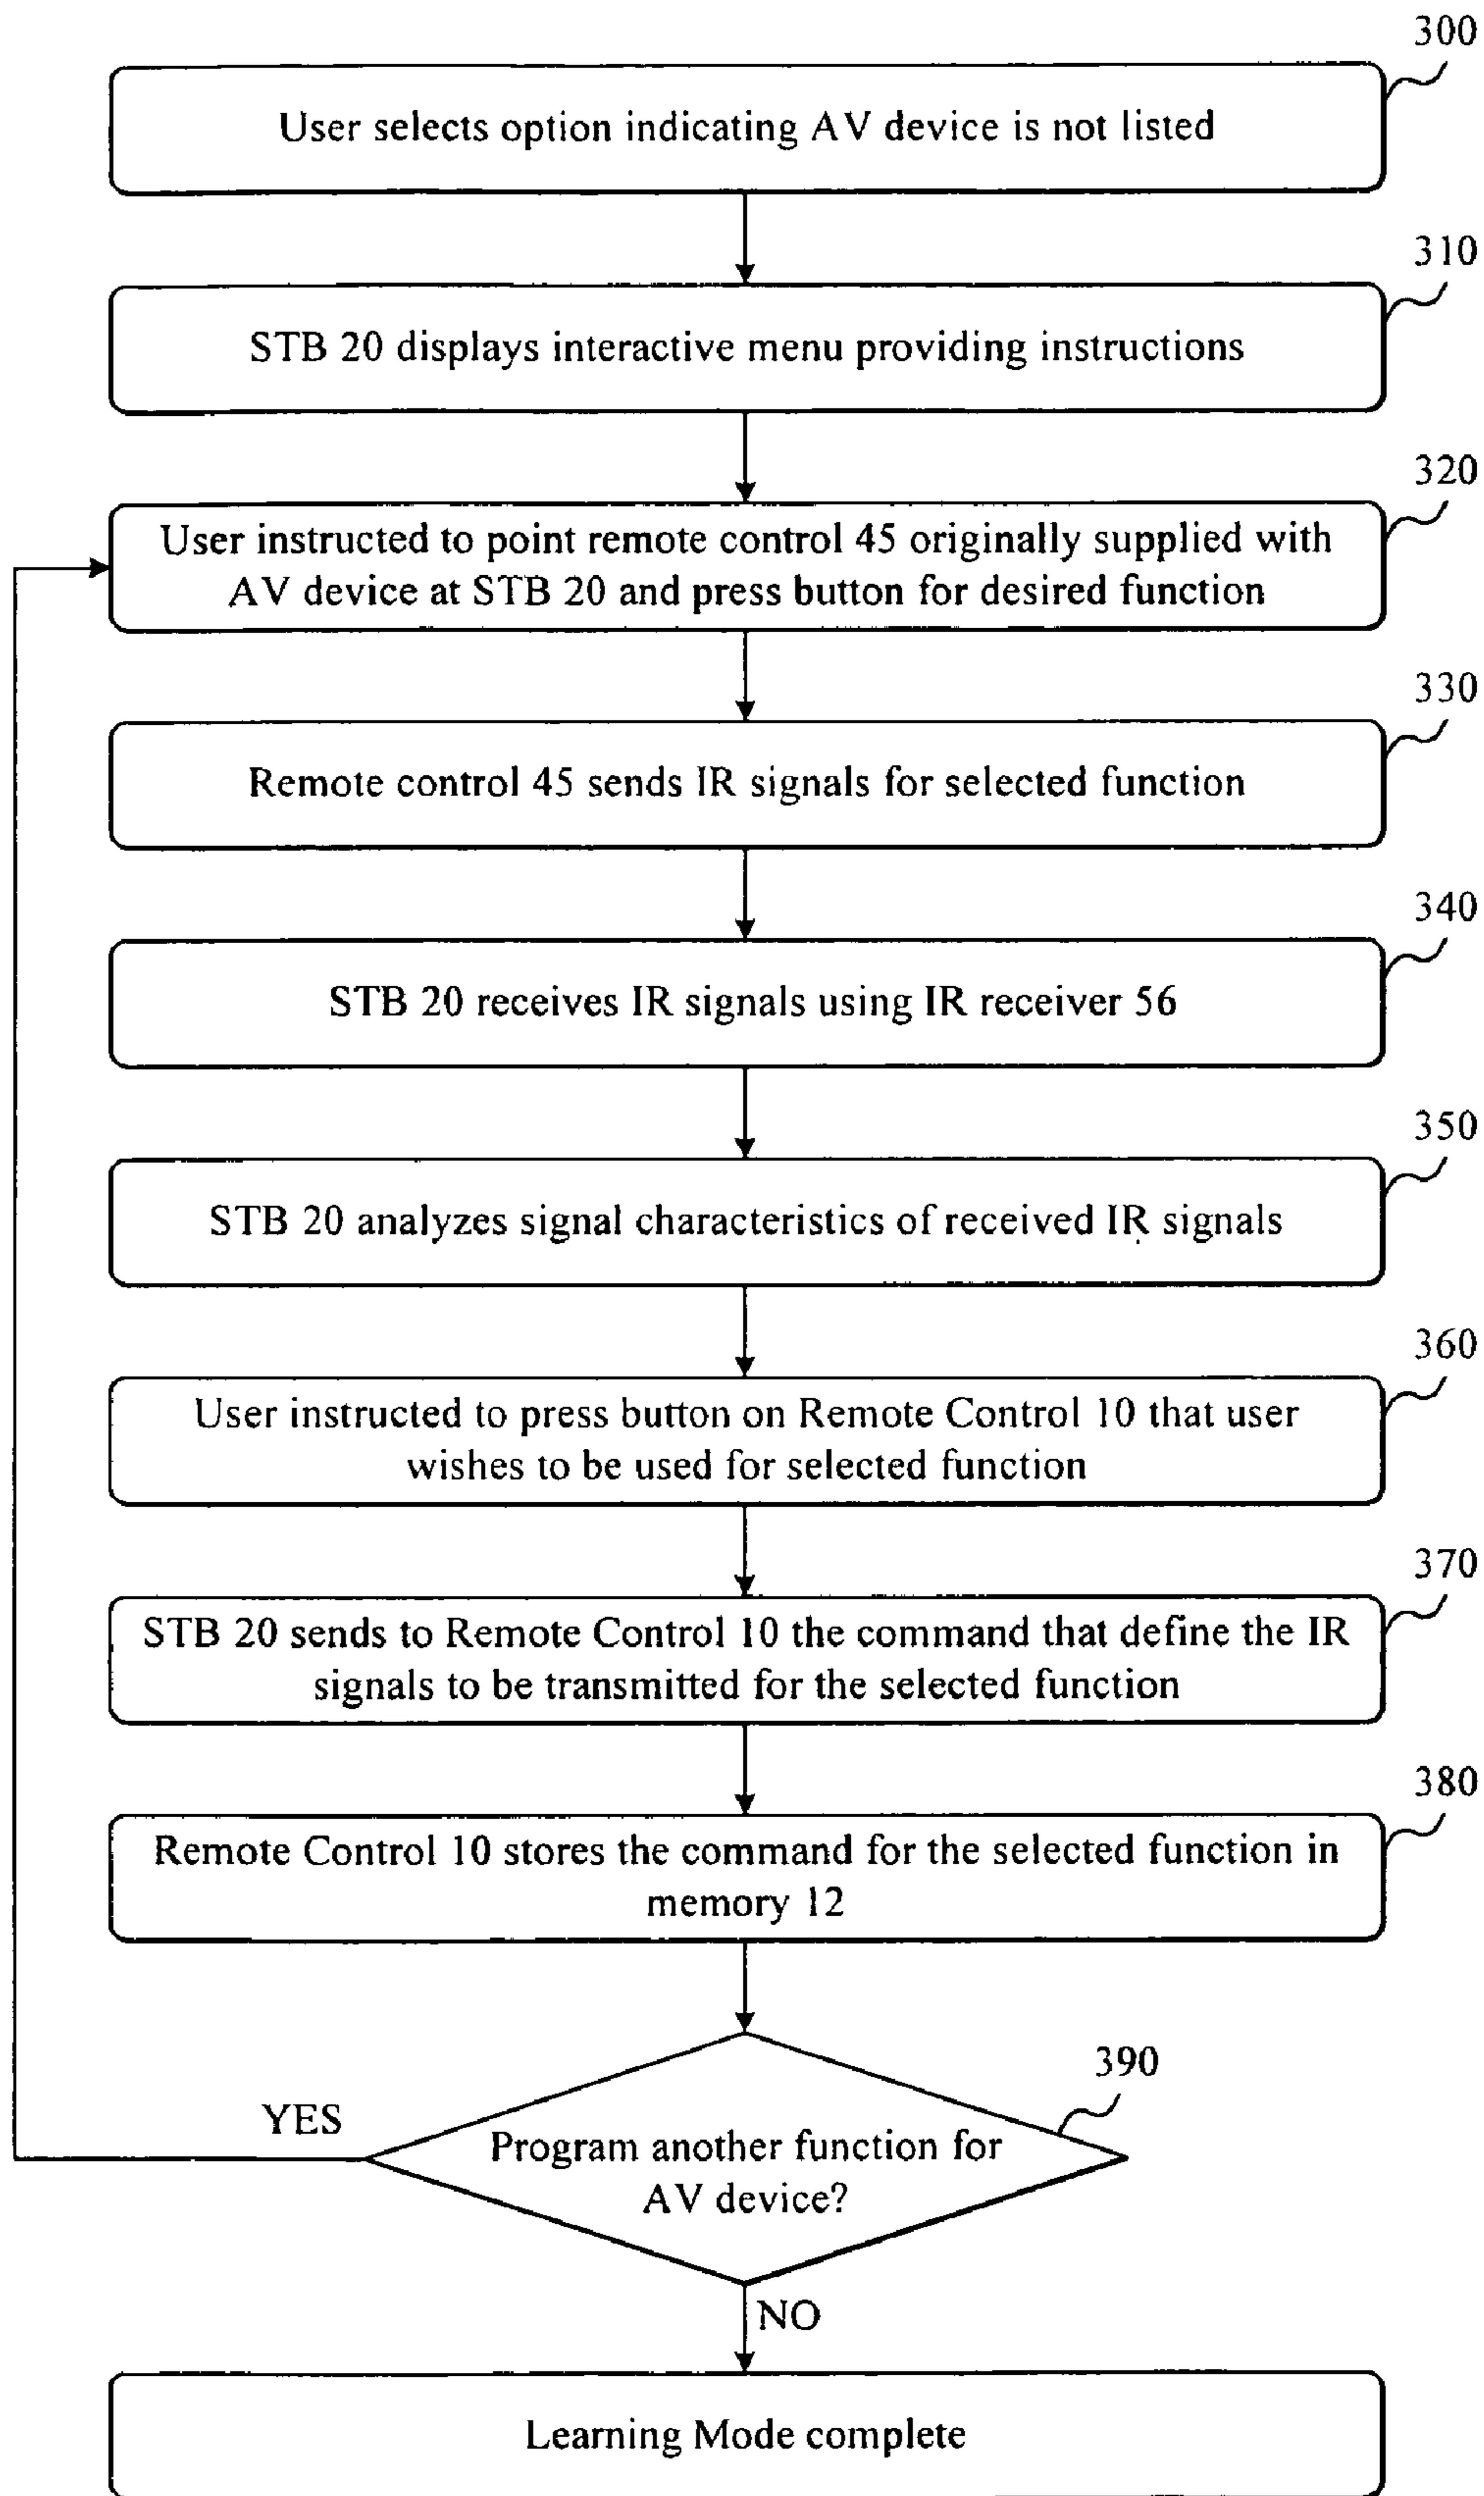 300
User selects option indicating AV device is not listed
310
STB 20 displays interactive menu providing instructions
320
User instructed to point remote control 45 originally supplied with
AV device at STB 20 and press button for desired function
330
Remote control 45 sends IR signals for selected function
340
STB 20 receives IR signals using IR receiver 56
350
STB 20 analyzes signal characteristics of received IR signals
360
User instructed to press button on Remote Control 10 that user
wishes to be used for selected function
370
STB 20 sends to Remote Control 10 the command that define the IR
signals to be transmitted for the selected function
380
Remote Control 10 stores the command for the selected function in
memory 12
390
YES
Program another function for
AV device?
NO
Learning Mode complete